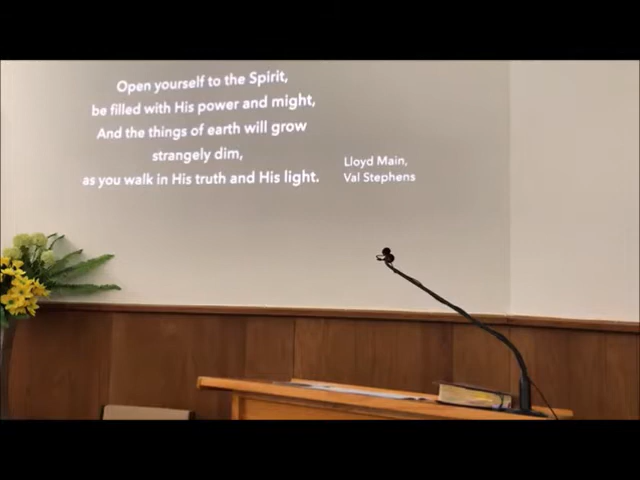 Open yourself to the Spirit,
be filled with His power and might,
And the things of earth will grow
strangely dim,
as you walk in His truth and His light.
Lloyd Main,
Val Stephens